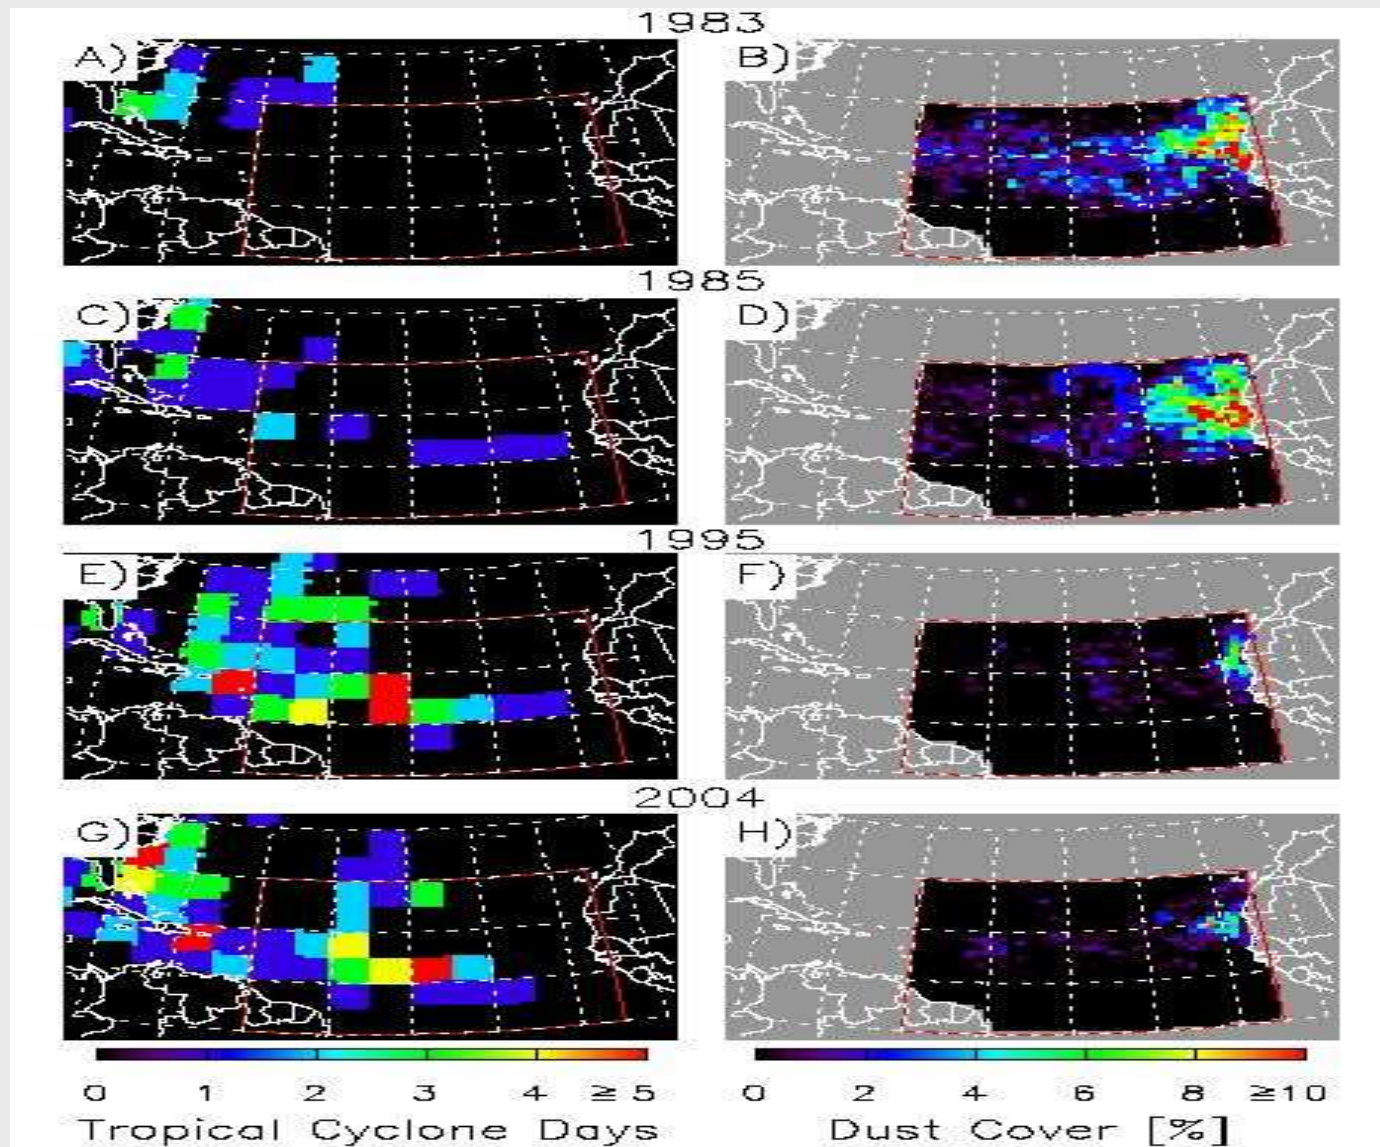 1983
A) B)
1985
C) D)
1995
E) F)
2004
G) H)
0 1 2 3 4 ≥5 0 2 4 6 8 ≥10
Tropical Cyclone Days Dust Cover [%]